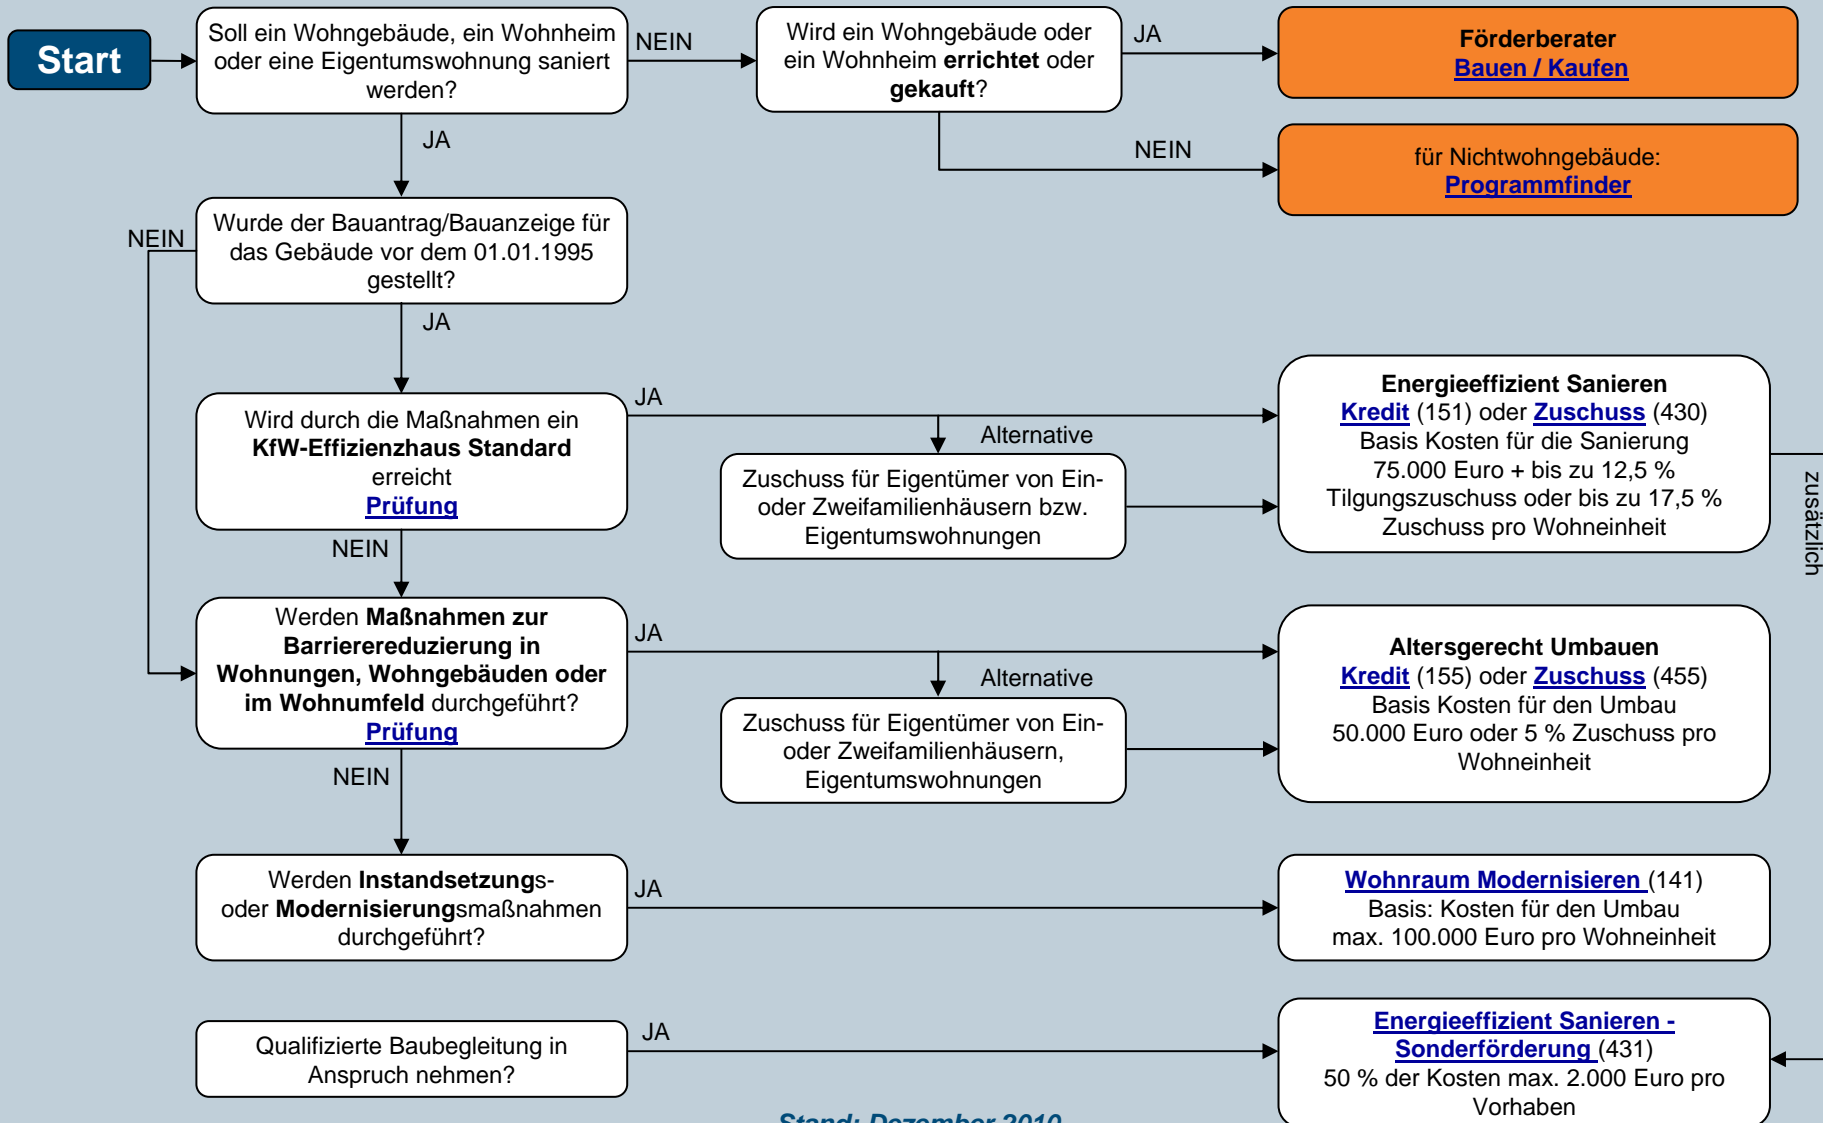 Start
Soll ein Wohngebäude, ein Wohnheim
oder eine Eigentumswohnung saniert
werden?
NEIN
Wird ein Wohngebäude oder
ein Wohnheim errichtet oder
gekauft?
JA
Förderberater
Bauen / Kaufen
JA
NEIN
für Nichtwohngebäude:
Programmfinder
NEIN
Wurde der Bauantrag/Bauanzeige für
das Gebäude vor dem 01.01.1995
gestellt?
JA
Wird durch die Maßnahmen ein
KfW-Effizienzhaus Standard
erreicht
Prüfung
JA
Alternative
Zuschuss für Eigentümer von Ein-
oder Zweifamilienhäusern bzw.
Eigentumswohnungen
Energieeffizient Sanieren
Kredit (151) oder Zuschuss (430)
Basis Kosten für die Sanierung
75.000 Euro + bis zu 12,5 %
Tilgungszuschuss oder bis zu 17,5 %
Zuschuss pro Wohneinheit
zusätzlich
NEIN
Werden Maßnahmen zur
Barrierereduzierung in
Wohnungen, Wohngebäuden oder
im Wohnumfeld durchgeführt?
Prüfung
JA
Alternative
Zuschuss für Eigentümer von Ein-
oder Zweifamilienhäusern,
Eigentumswohnungen
Altersgerecht Umbauen
Kredit (155) oder Zuschuss (455)
Basis Kosten für den Umbau
50.000 Euro oder 5 % Zuschuss pro
Wohneinheit
NEIN
Werden Instandsetzungs-
oder Modernisierungsmaßnahmen
durchgeführt?
JA
Wohnraum Modernisieren (141)
Basis: Kosten für den Umbau
max. 100.000 Euro pro Wohneinheit
Qualifizierte Baubegleitung in
Anspruch nehmen?
JA
Energieeffizient Sanieren -
Sonderförderung (431)
50 % der Kosten max. 2.000 Euro pro
Vorhaben
Stand: Dezember 2010